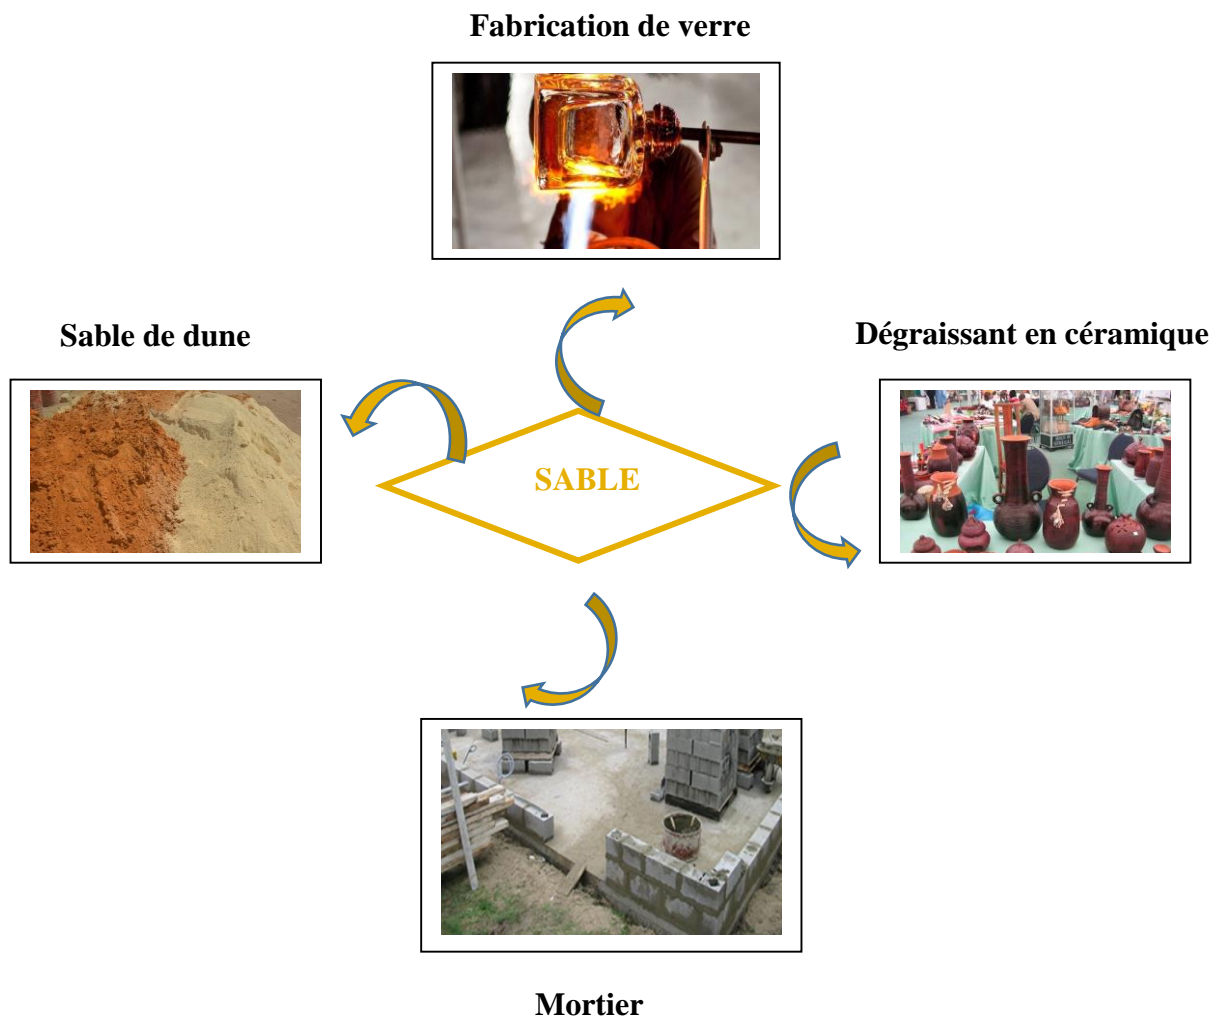 Fabrication de verre
Sable de dune
Dégraissant en céramique
SABLE
Mortier